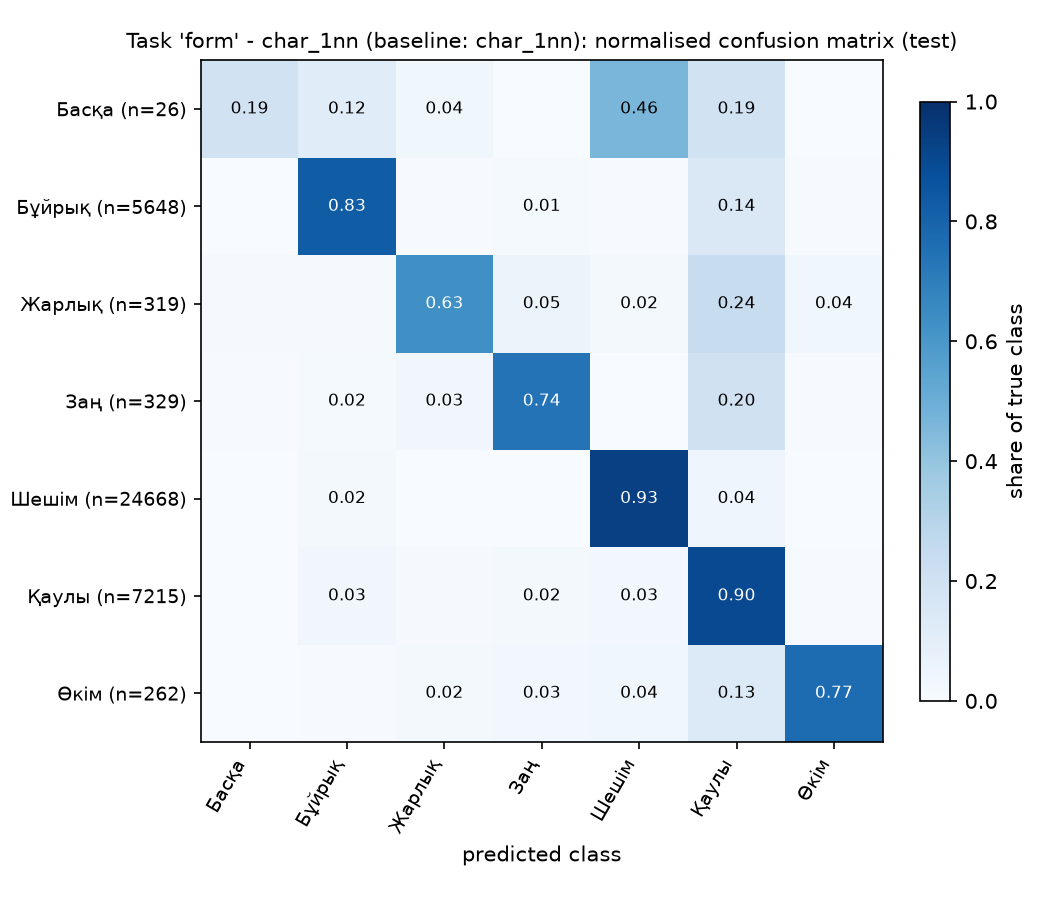 Task 'form' - char_1nn (baseline: char_1nn): normalised confusion matrix (test)
Басқа (n=26) 0.19 0.12 0.04 0.46 0.19
Бұйрық (n=5648) 0.83 0.01 0.14
Жарлық (n=319) 0.63 0.05 0.02 0.24 0.04
Заң (n=329) 0.02 0.03 0.74 0.20
Шешім (n=24668) 0.02 0.93 0.04
Қаулы (n=7215) 0.03 0.02 0.03 0.90
Өкім (n=262) 0.02 0.03 0.04 0.13 0.77
Басқа Бұйрық Жарлық Заң Шешім Қаулы Өкім
predicted class
1.0
0.8
0.6
0.4
0.2
0.0
share of true class